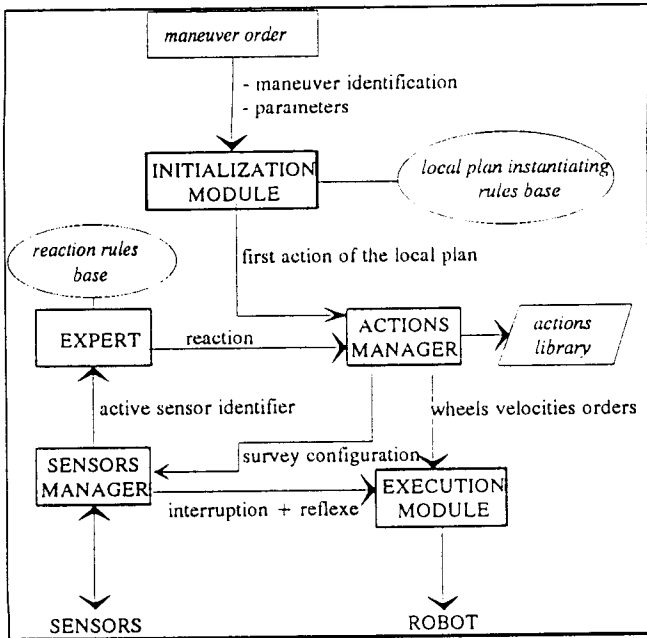 maneuver order
- maneuver identification
- parameters
INITIALIZATION
MODULE
local plan instantiating
rules base
reaction rules
base
first action of the local plan
EXPERT
reaction
ACTIONS
MANAGER
actions
library
active sensor identifier
wheels velocities orders
SENSORS
MANAGER
survey configuration
interruption + reflexe
EXECUTION
MODULE
SENSORS
ROBOT